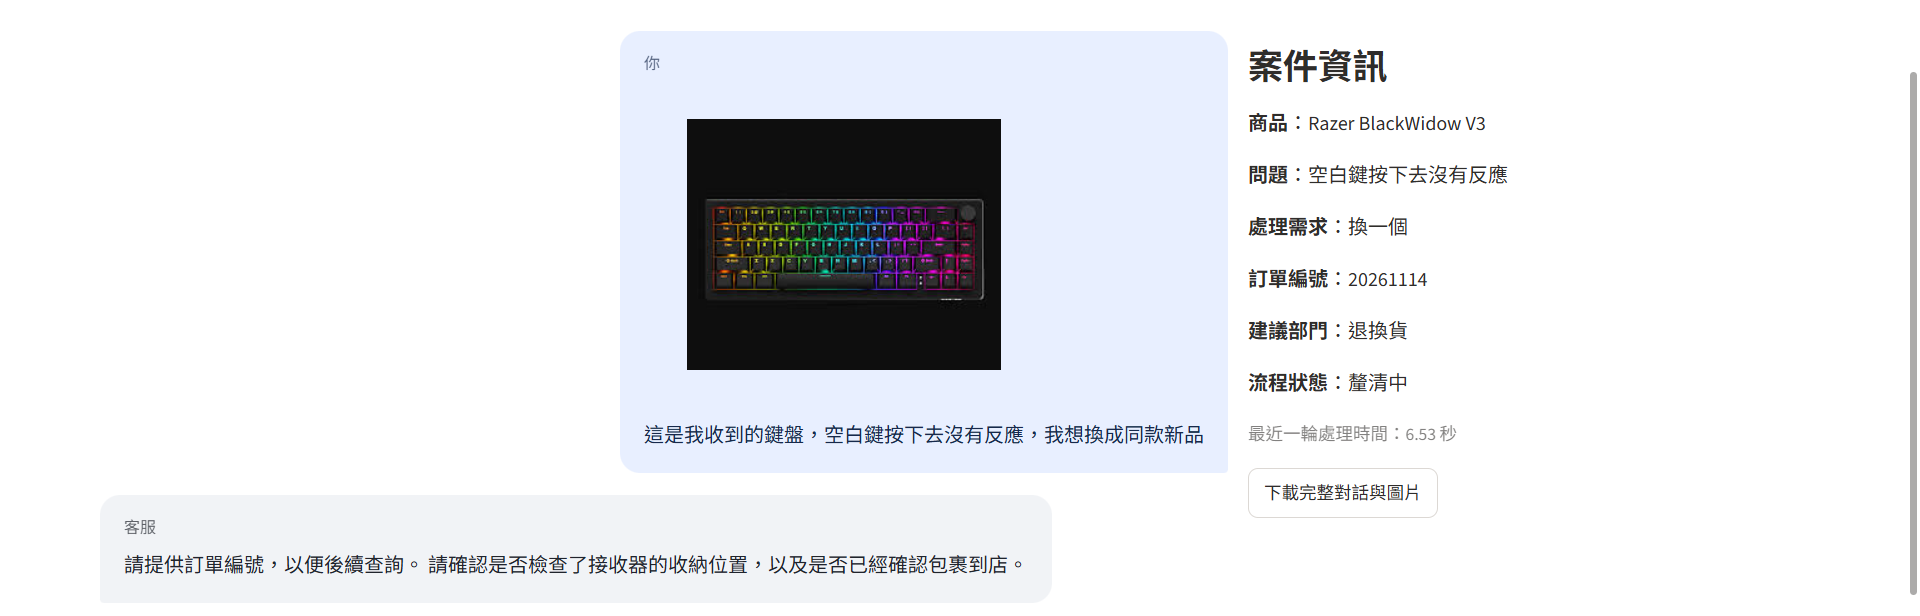 你
這是我收到的鍵盤，空白鍵按下去沒有反應，我想換成同款新品
客服
請提供訂單編號，以便後續查詢。 請確認是否檢查了接收器的收納位置，以及是否已經確認包裹到店。
案件資訊
商品：Razer BlackWidow V3
問題：空白鍵按下去沒有反應
處理需求：換一個
訂單編號：20261114
建議部門：退換貨
流程狀態：釐清中
最近一輪處理時間：6.53 秒
下載完整對話與圖片